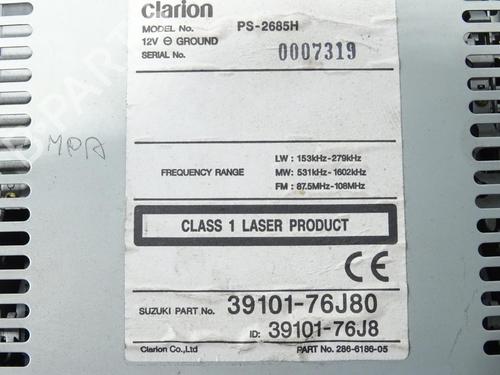 clarion
MODEL No. PS-2685H
12V ⊖ GROUND
SERIAL No. 0007319
MPA
FREQUENCY RANGE
LW : 153kHz-279kHz
MW: 531kHz-1602kHz
FM : 87.5MHz-108MHz
CLASS 1 LASER PRODUCT
CE
SUZUKI PART No. 39101-76J80
ID: 39101-76J8
Clarion Co.,Ltd PART No. 286-6186-05